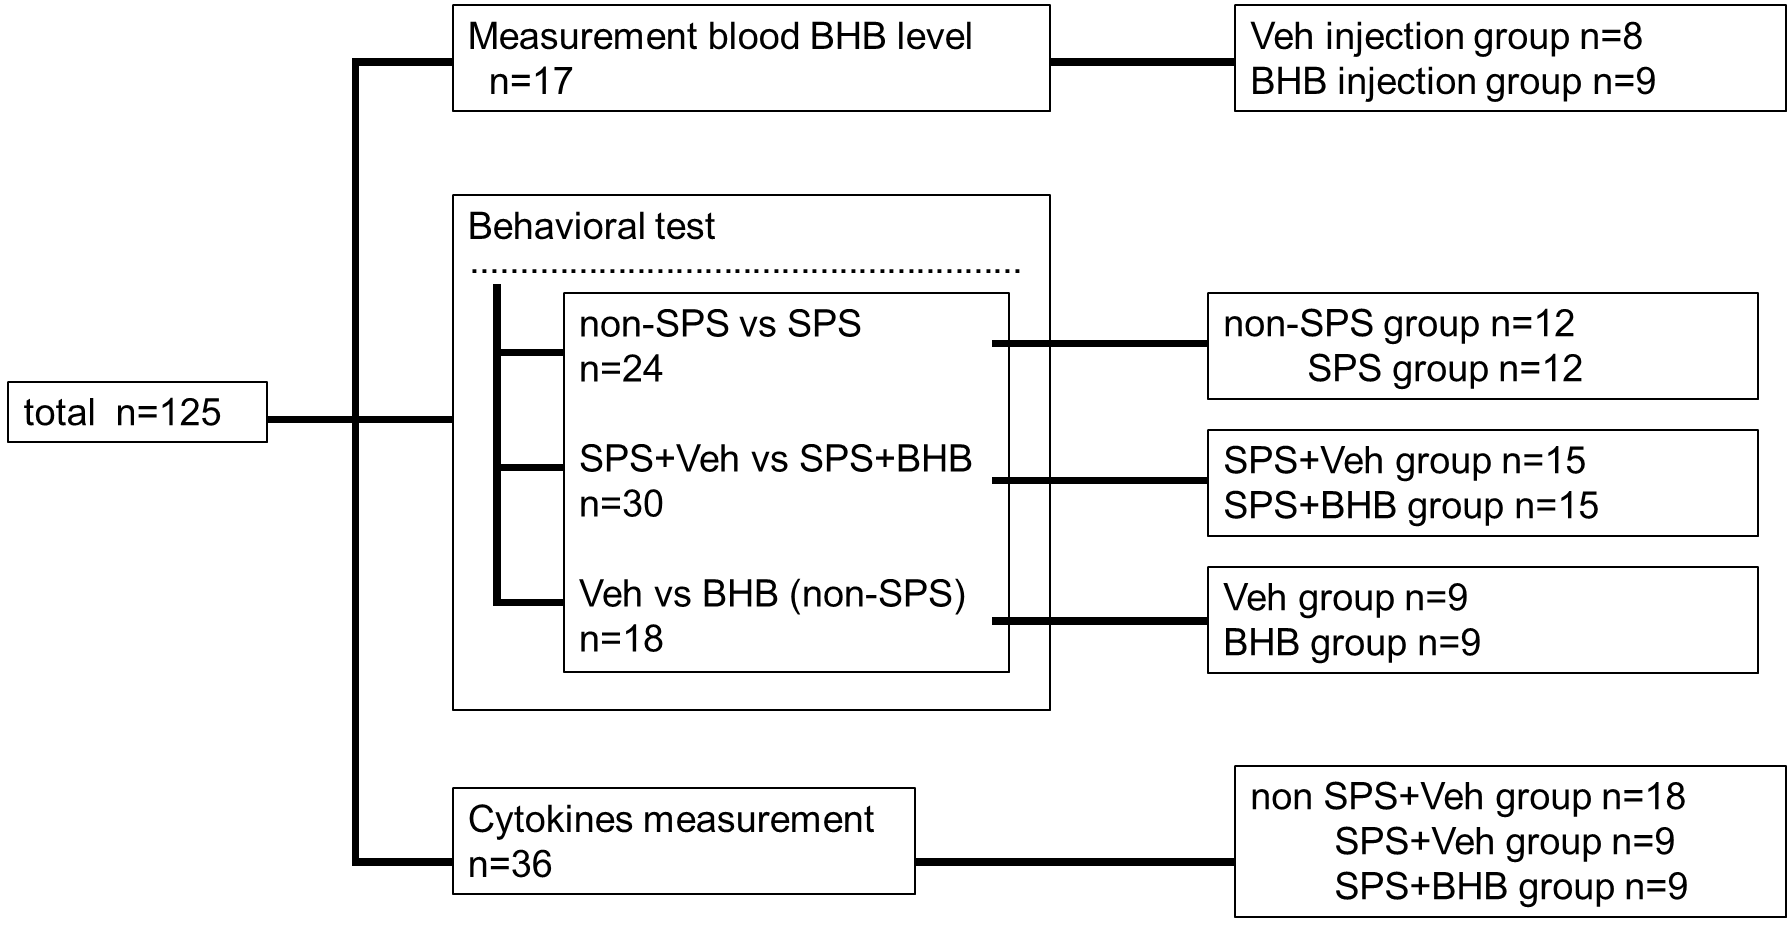 Measurement blood BHB level
n=17
Veh injection group n=8
BHB injection group n=9
Behavioral test
non-SPS vs SPS
n=24
non-SPS group n=12
SPS group n=12
total n=125
SPS+Veh vs SPS+BHB
n=30
SPS+Veh group n=15
SPS+BHB group n=15
Veh vs BHB (non-SPS)
n=18
Veh group n=9
BHB group n=9
Cytokines measurement
n=36
non SPS+Veh group n=18
SPS+Veh group n=9
SPS+BHB group n=9